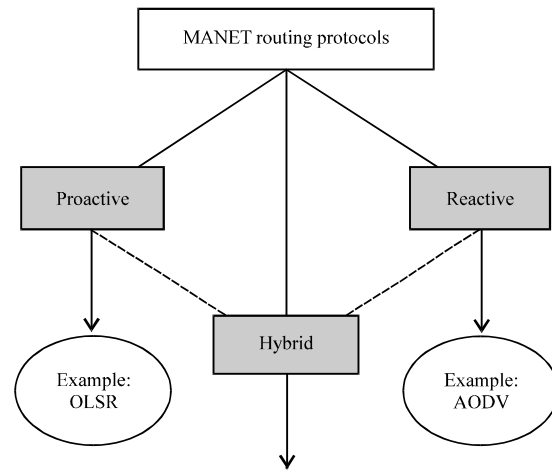 MANET routing protocols
Proactive
Reactive
Hybrid
Example:
OLSR
Example:
AODV